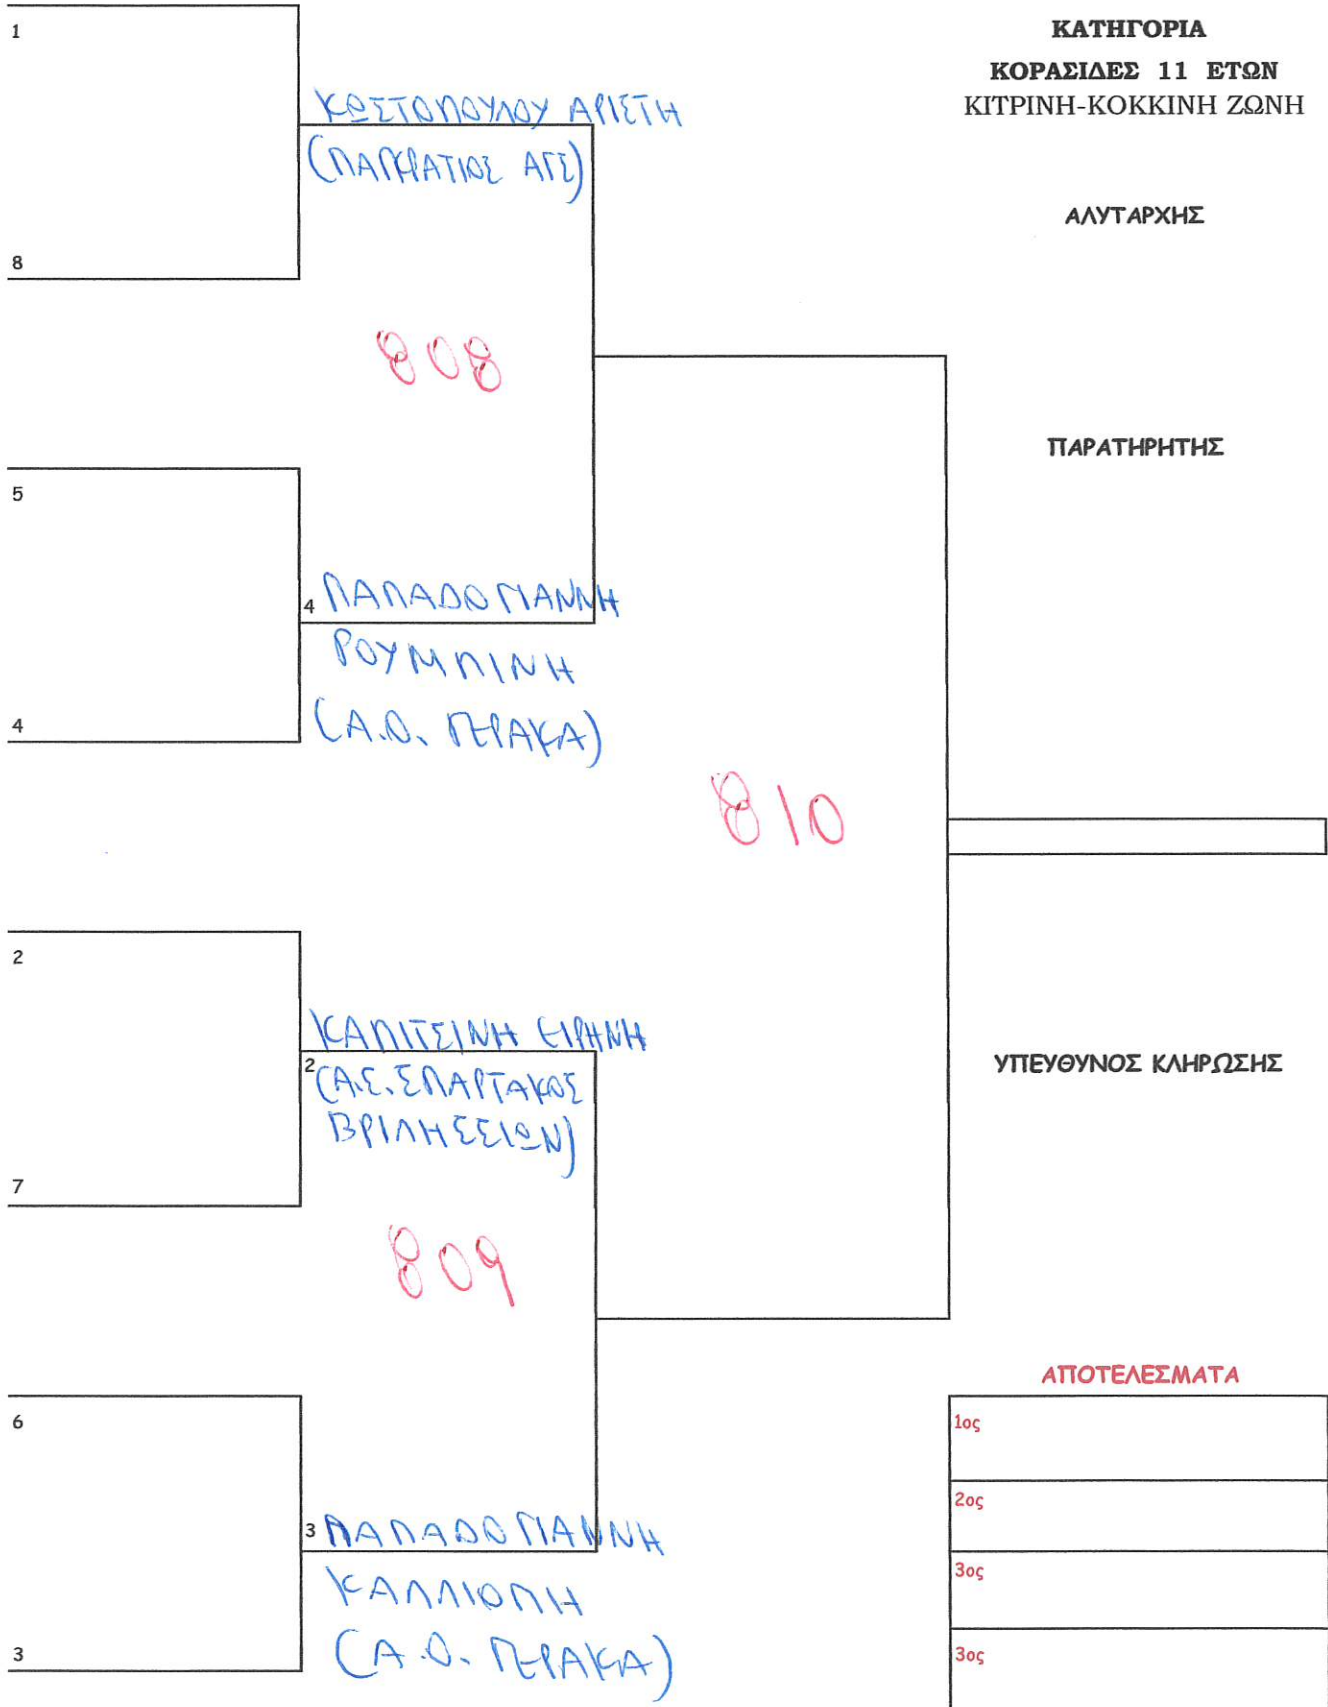 1
ΚΑΤΗΓΟΡΙΑ
ΚΟΡΑΣΙΔΕΣ 11 ΕΤΩΝ
ΚΙΤΡΙΝΗ-ΚΟΚΚΙΝΗ ΖΩΝΗ
ΚΩΣΤΟΠΟΥΛΟΥ ΑΡΙΣΤΗ
(ΠΑΓΚΡΑΤΙΟΣ ΑΓΣ)
ΑΛΥΤΑΡΧΗΣ
8
808
ΠΑΡΑΤΗΡΗΤΗΣ
5
4 ΠΑΠΑΔΟΓΙΑΝΝΗ
ΡΟΥΜΠΙΝΗ
(Α.Ο. ΓΕΡΑΚΑ)
4
810
2
ΚΑΠΙΤΣΙΝΗ ΕΙΡΗΝΗ
2
(Α.Σ. ΣΠΑΡΤΑΚΟΣ
ΒΡΙΛΗΣΣΙΩΝ)
ΥΠΕΥΘΥΝΟΣ ΚΛΗΡΩΣΗΣ
7
809
ΑΠΟΤΕΛΕΣΜΑΤΑ
6
1ος
2ος
3 ΠΑΠΑΔΟΓΙΑΝΝΗ
ΚΑΛΛΙΟΠΗ
(Α.Ο. ΓΕΡΑΚΑ)
3ος
3
3ος